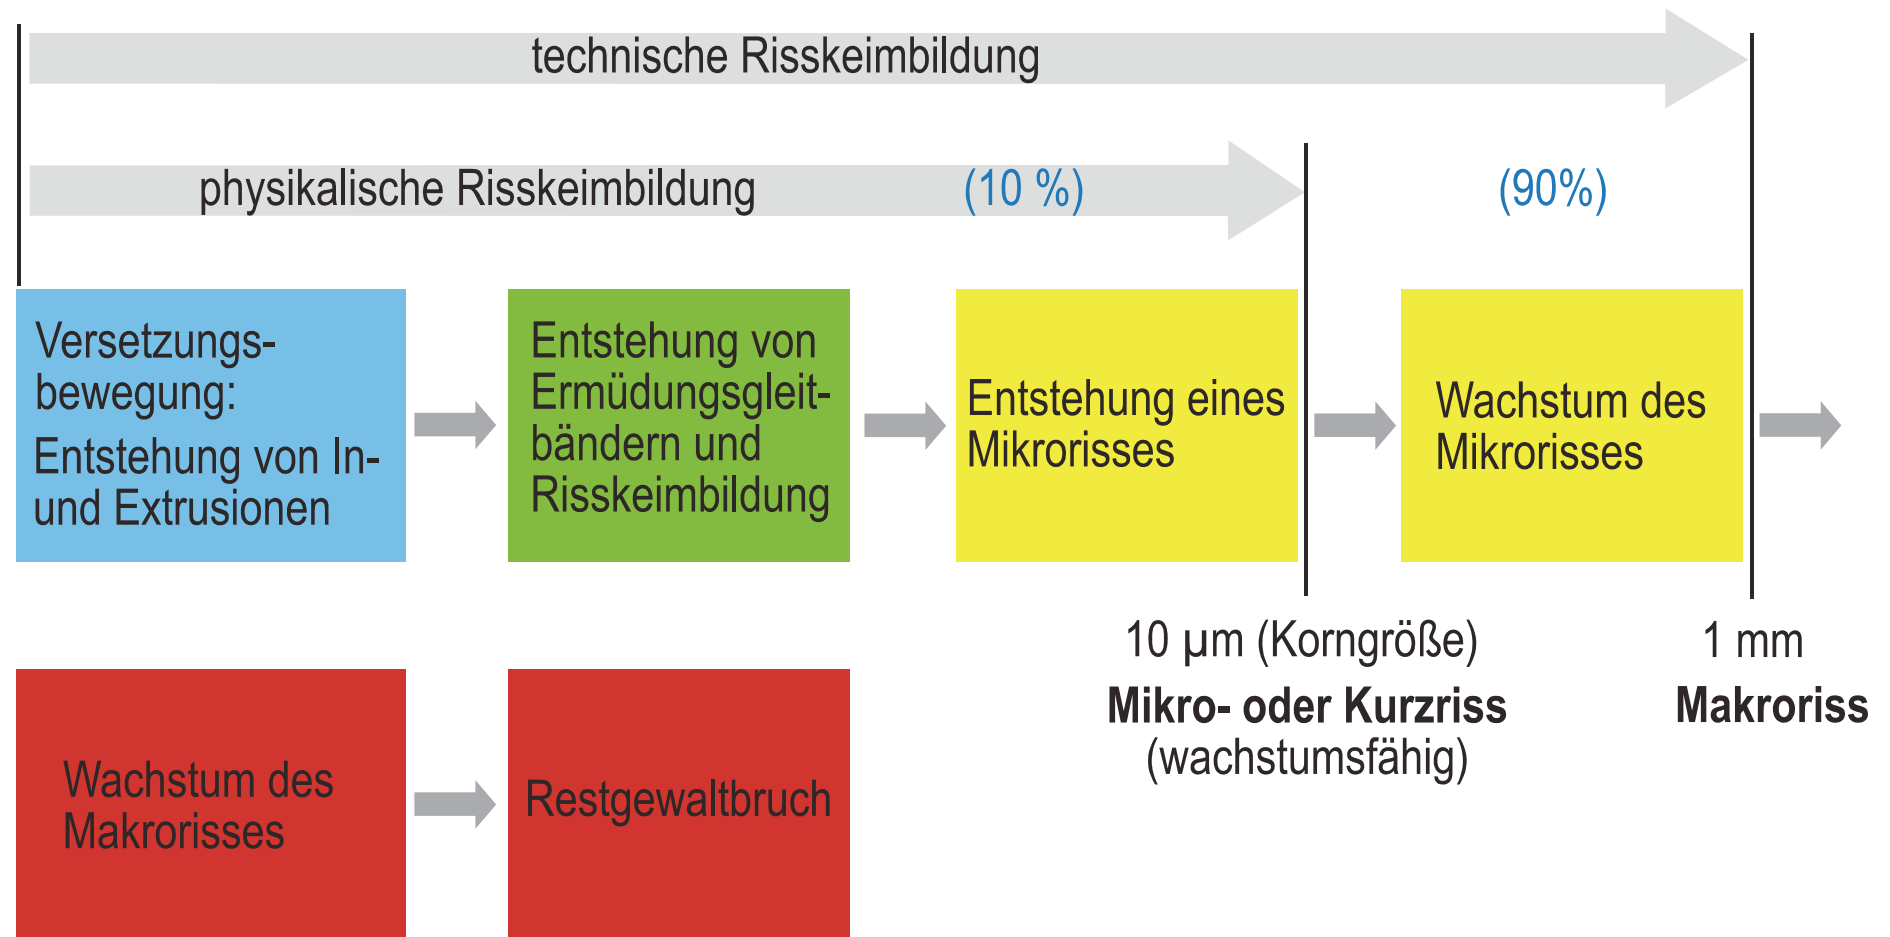 technische Risskeimbildung
physikalische Risskeimbildung (10 %) (90%)
Versetzungs-
bewegung:
Entstehung von In-
und Extrusionen
Entstehung von
Ermüdungsgleit-
bändern und
Risskeimbildung
Entstehung eines
Mikrorisses
Wachstum des
Mikrorisses
10 µm (Korngröße)
Mikro- oder Kurzriss
(wachstumsfähig)
1 mm
Makroriss
Wachstum des
Makrorisses
Restgewaltbruch